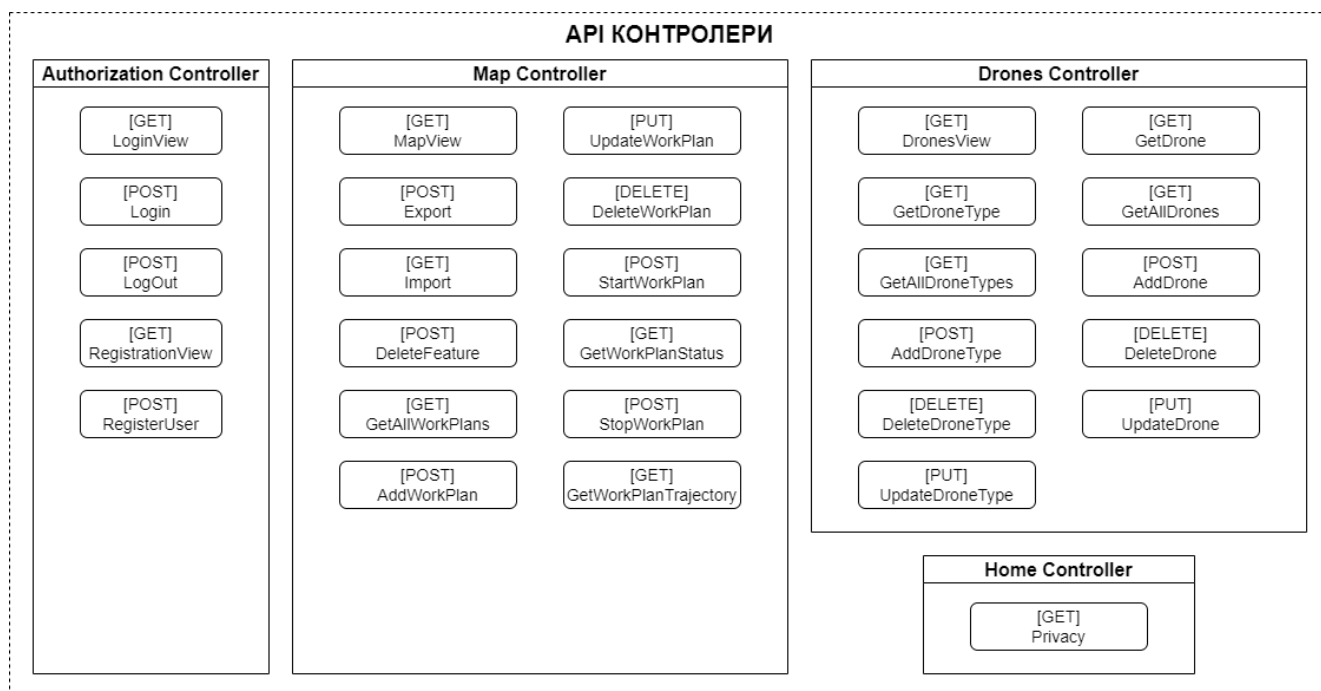 API КОНТРОЛЕРИ
Authorization Controller
[GET]
LoginView
[POST]
Login
[POST]
LogOut
[GET]
RegistrationView
[POST]
RegisterUser
Map Controller
[GET]
MapView
[POST]
Export
[GET]
Import
[POST]
DeleteFeature
[GET]
GetAllWorkPlans
[POST]
AddWorkPlan
[PUT]
UpdateWorkPlan
[DELETE]
DeleteWorkPlan
[POST]
StartWorkPlan
[GET]
GetWorkPlanStatus
[POST]
StopWorkPlan
[GET]
GetWorkPlanTrajectory
Drones Controller
[GET]
DronesView
[GET]
GetDroneType
[GET]
GetAllDroneTypes
[POST]
AddDroneType
[DELETE]
DeleteDroneType
[PUT]
UpdateDroneType
[GET]
GetDrone
[GET]
GetAllDrones
[POST]
AddDrone
[DELETE]
DeleteDrone
[PUT]
UpdateDrone
Home Controller
[GET]
Privacy